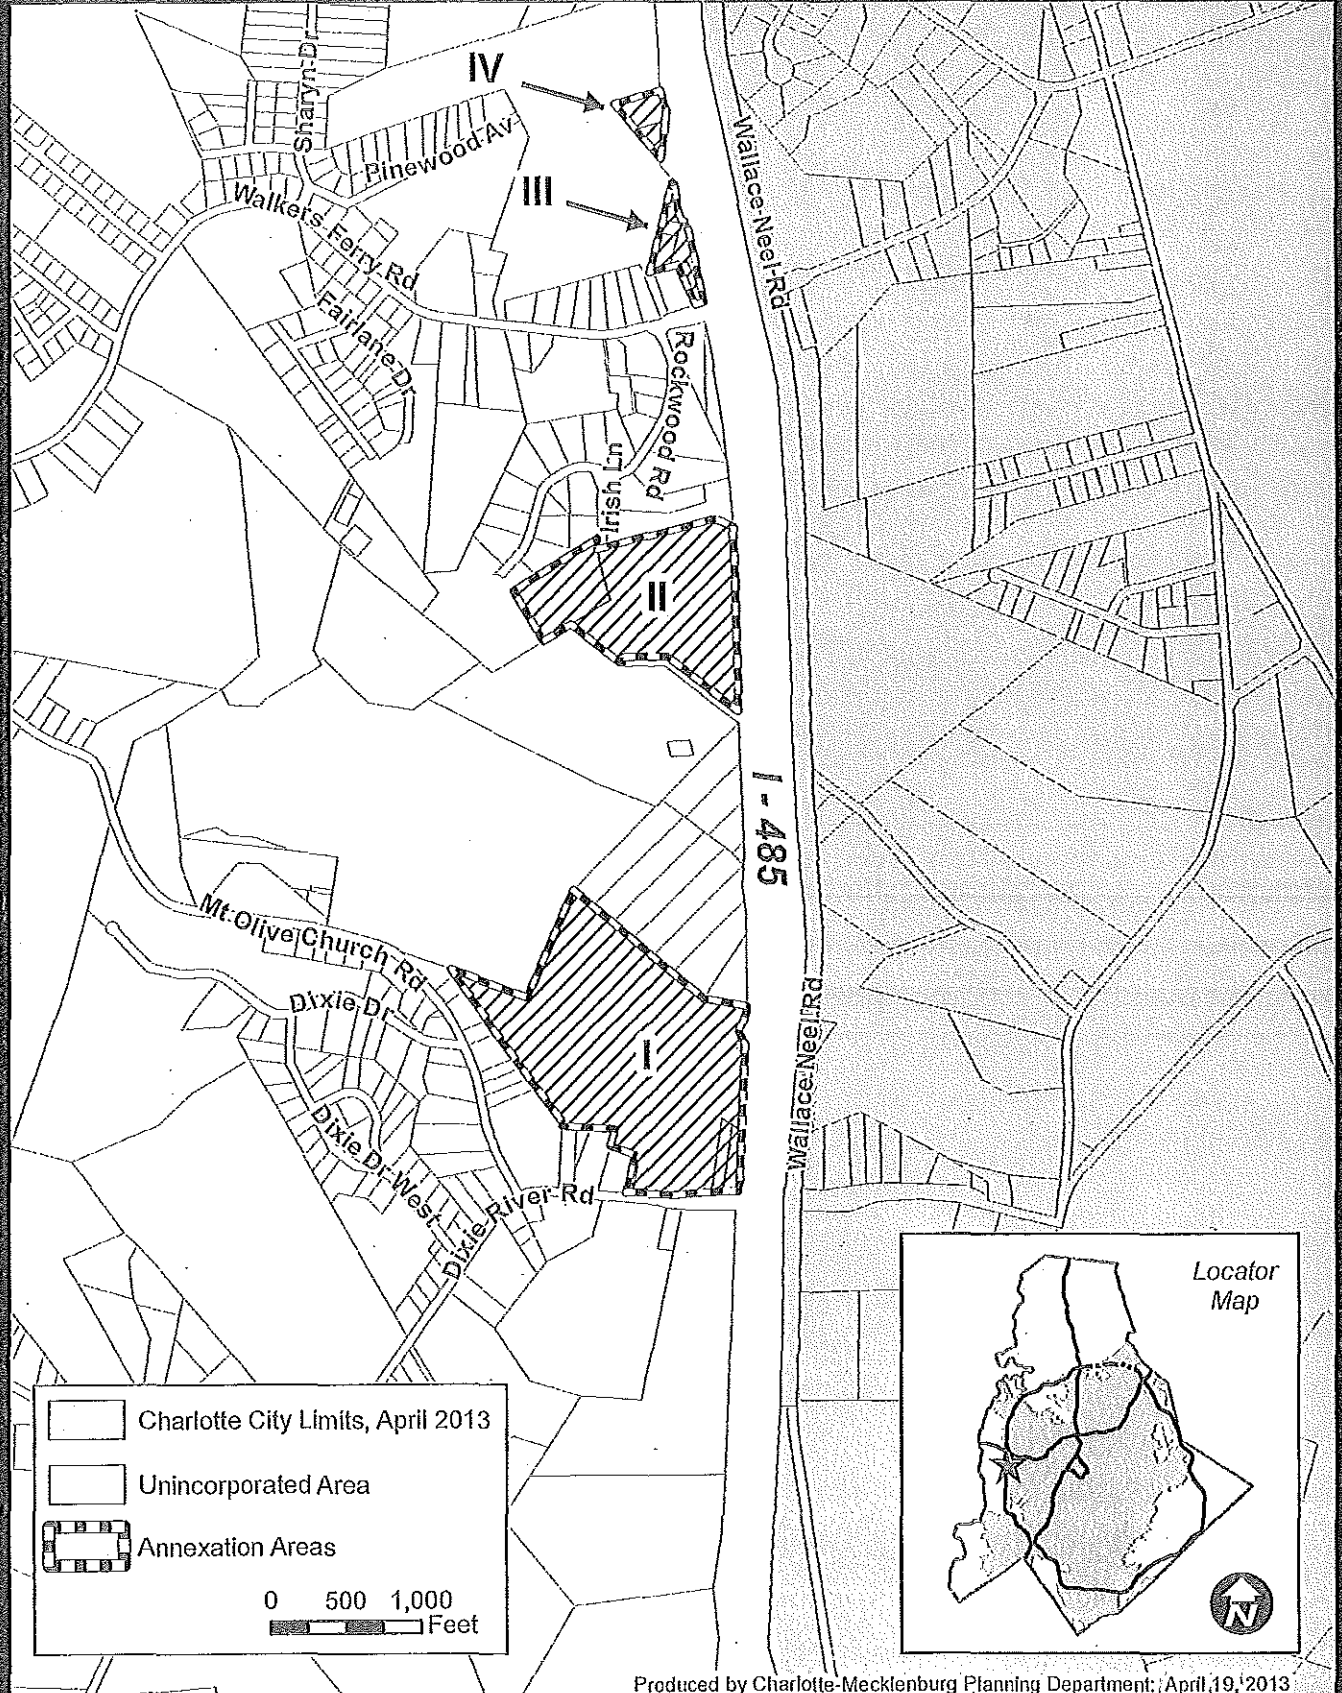 IV
Sharyn Dr
Pinewood Av
III
Walkers Ferry Rd
Wallace Neel Rd
Fairlane Dr
Rockwood Rd
Irish Ln
II
I - 485
Mt Olive Church Rd
Dixie Dr
I
Wallace Neel Rd
Dixie Dr West
Dixie River Rd
Locator
Map
Charlotte City Limits, April 2013
Unincorporated Area
Annexation Areas
0 500 1,000
Feet
N
Produced by Charlotte-Mecklenburg Planning Department; April 19, 2013